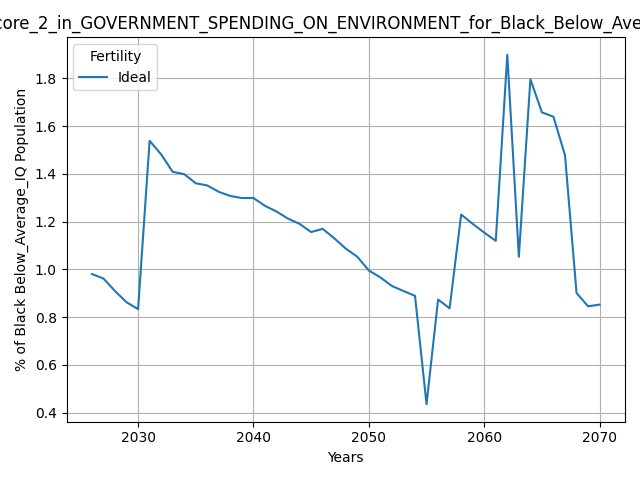 core_2_in_GOVERNMENT_SPENDING_ON_ENVIRONMENT_for_Black_Below_Ave
Fertility
Ideal
% of Black Below_Average_IQ Population
1.8
1.6
1.4
1.2
1.0
0.8
0.6
0.4
2030 2040 2050 2060 2070
Years